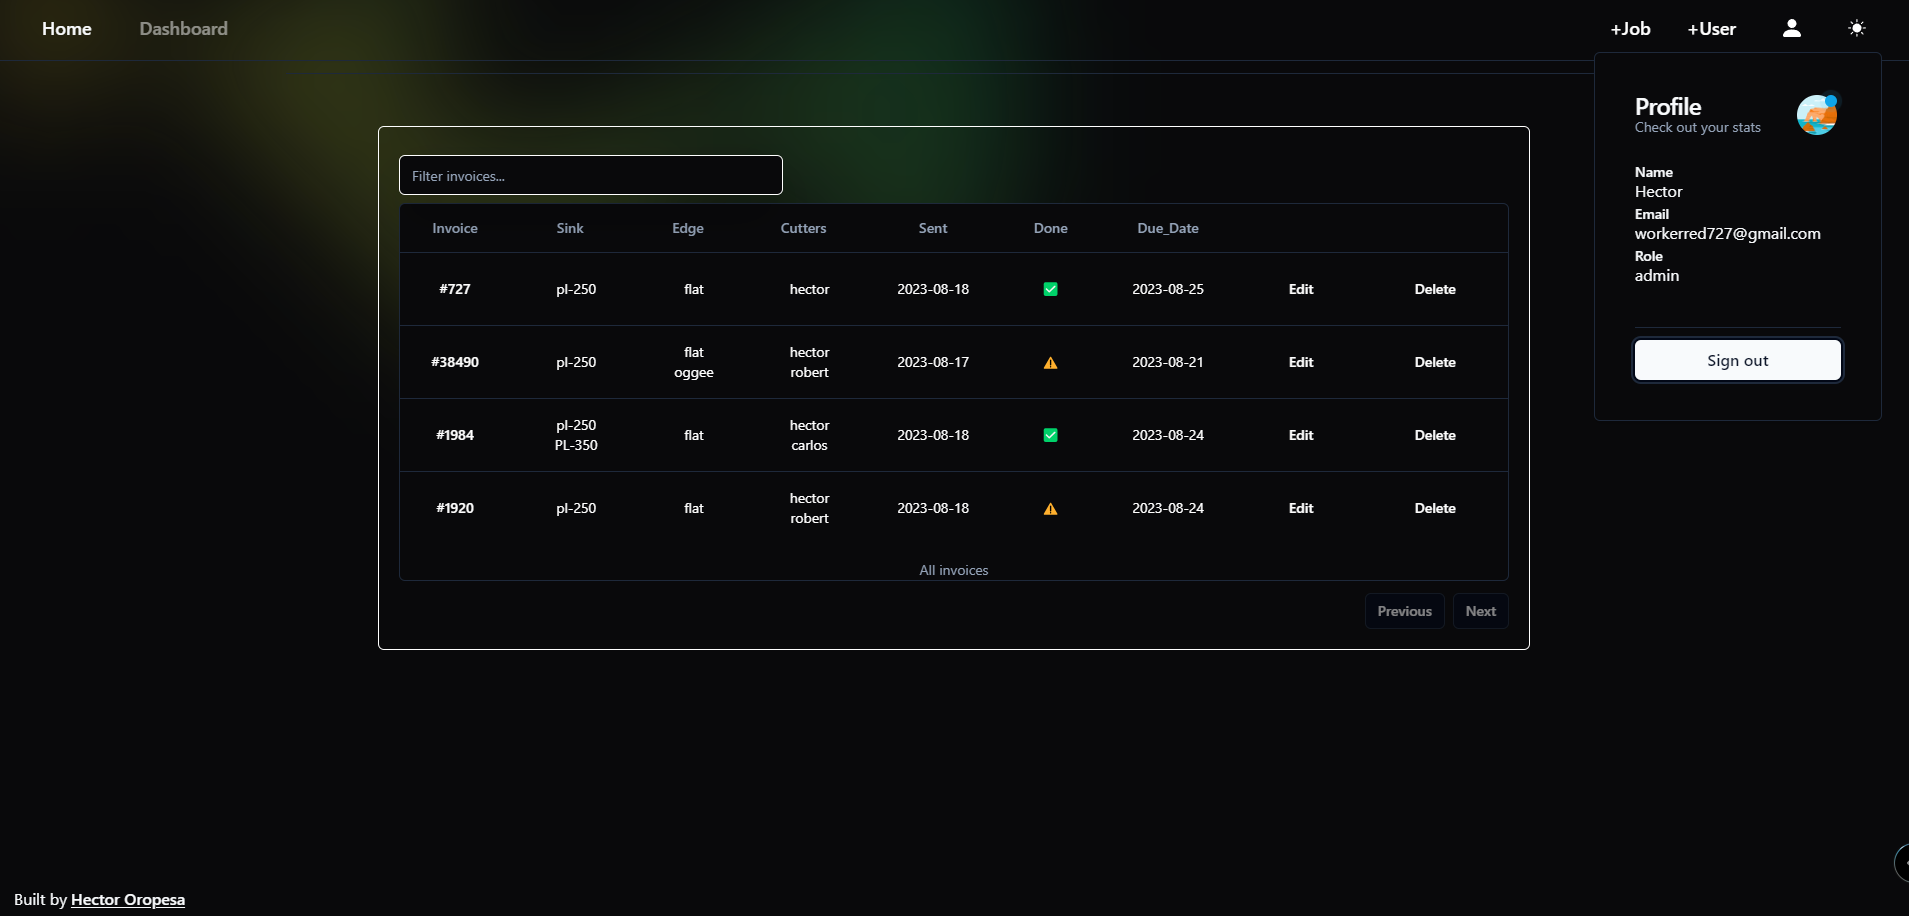 Home Dashboard +Job +User
Profile
Check out your stats
Name
Hector
Email
workerred727@gmail.com
Role
admin
Sign out
Filter invoices...
Invoice Sink Edge Cutters Sent Done Due_Date
#727 pl-250 flat hector 2023-08-18 2023-08-25 Edit Delete
#38490 pl-250 flat oggee hector robert 2023-08-17 2023-08-21 Edit Delete
#1984 pl-250 PL-350 flat hector carlos 2023-08-18 2023-08-24 Edit Delete
#1920 pl-250 flat hector robert 2023-08-18 2023-08-24 Edit Delete
All invoices
Previous Next
Built by Hector Oropesa